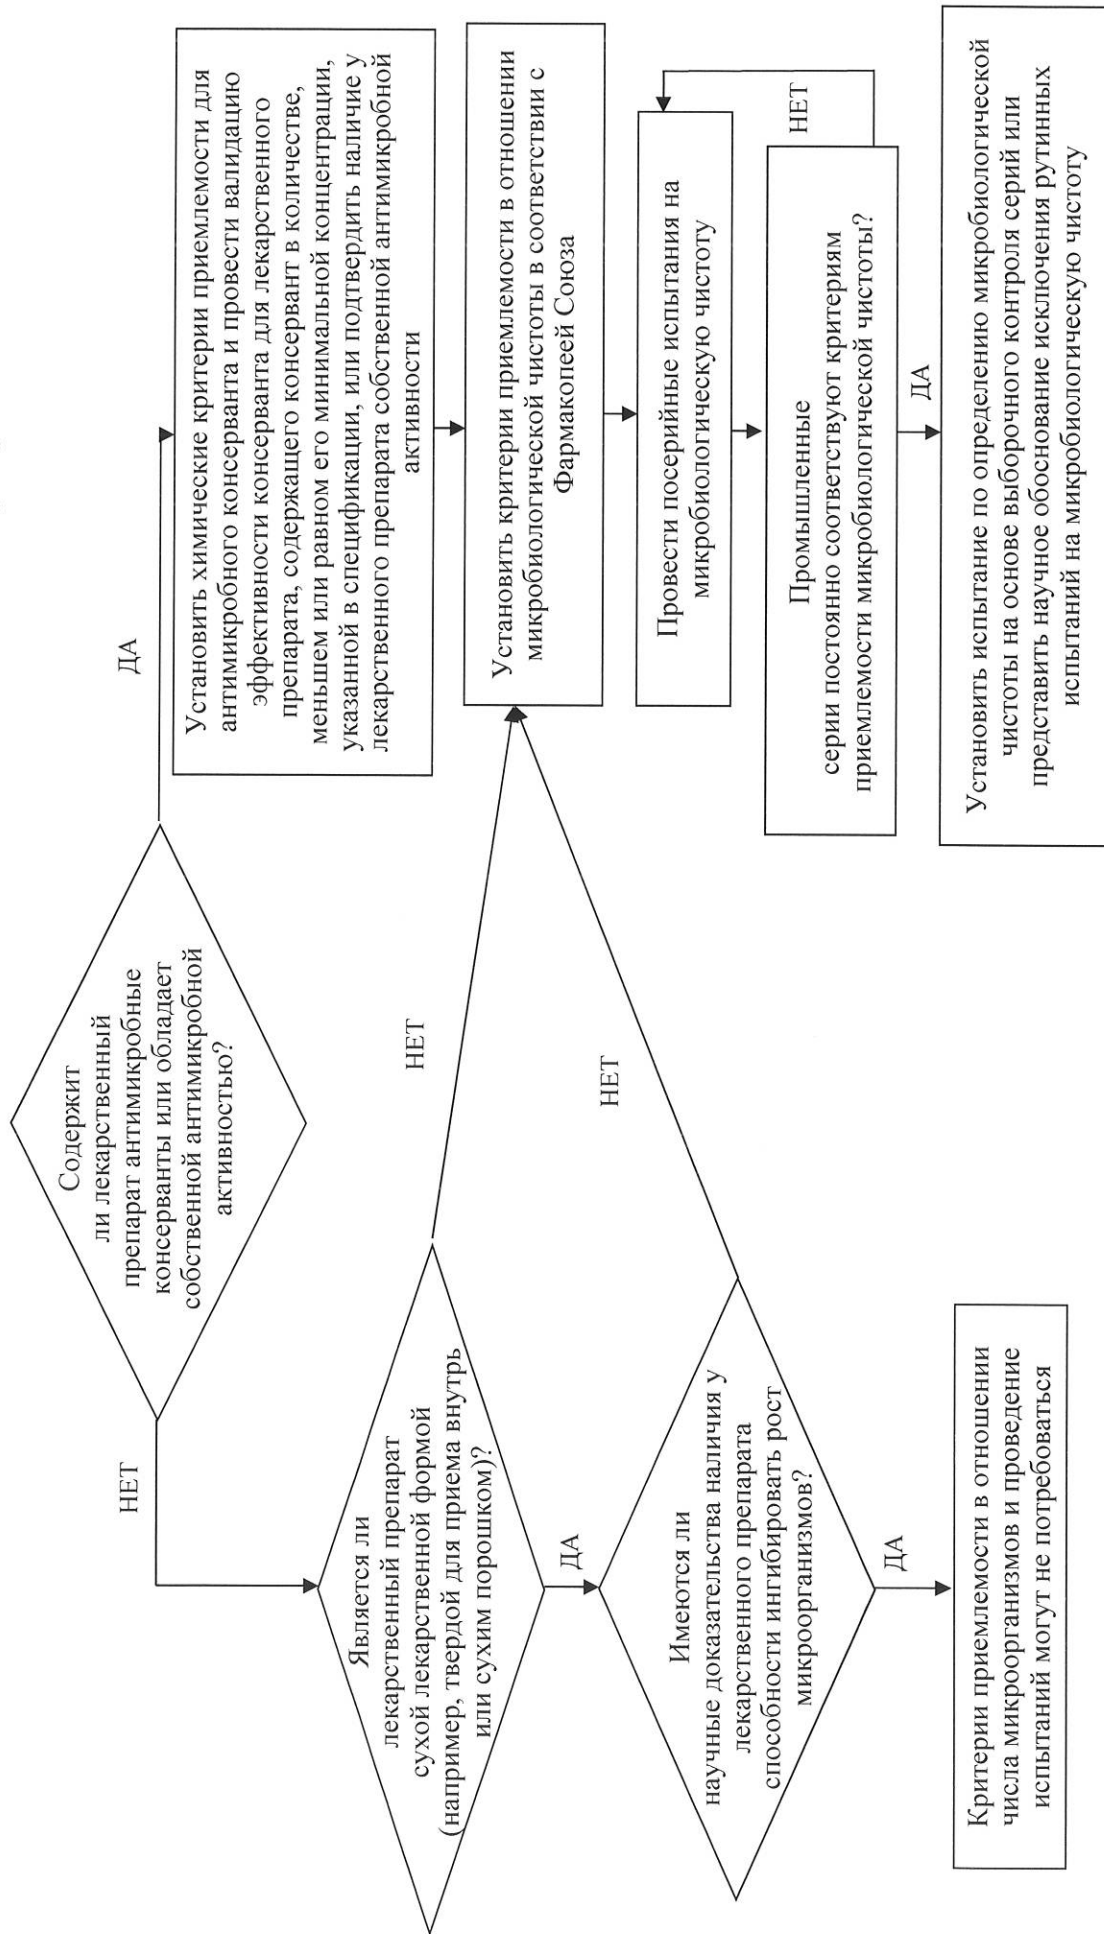 Содержит
ли лекарственный
препарат антимикробные
консерванты или обладает
собственной антимикробной
активностью?
ДА
НЕТ
Установить химические критерии приемлемости для
антимикробного консерванта и провести валидацию
эффективности консерванта для лекарственного
препарата, содержащего консервант в количестве,
меньшем или равном его минимальной концентрации,
указанной в спецификации, или подтвердить наличие у
лекарственного препарата собственной антимикробной
активности
Является ли
лекарственный препарат
сухой лекарственной формой
(например, твердой для приема внутрь
или сухим порошком)?
НЕТ
ДА
Установить критерии приемлемости в отношении
микробиологической чистоты в соответствии с
Фармакопеей Союза
Имеются ли
научные доказательства наличия у
лекарственного препарата
способности ингибировать рост
микроорганизмов?
НЕТ
ДА
Провести посерийные испытания на
микробиологическую чистоту
Промышленные
серии постоянно соответствуют критериям
приемлемости микробиологической чистоты?
НЕТ
ДА
Критерии приемлемости в отношении
числа микроорганизмов и проведение
испытаний могут не потребоваться
Установить испытание по определению микробиологической
чистоты на основе выборочного контроля серий или
представить научное обоснование исключения рутинных
испытаний на микробиологическую чистоту